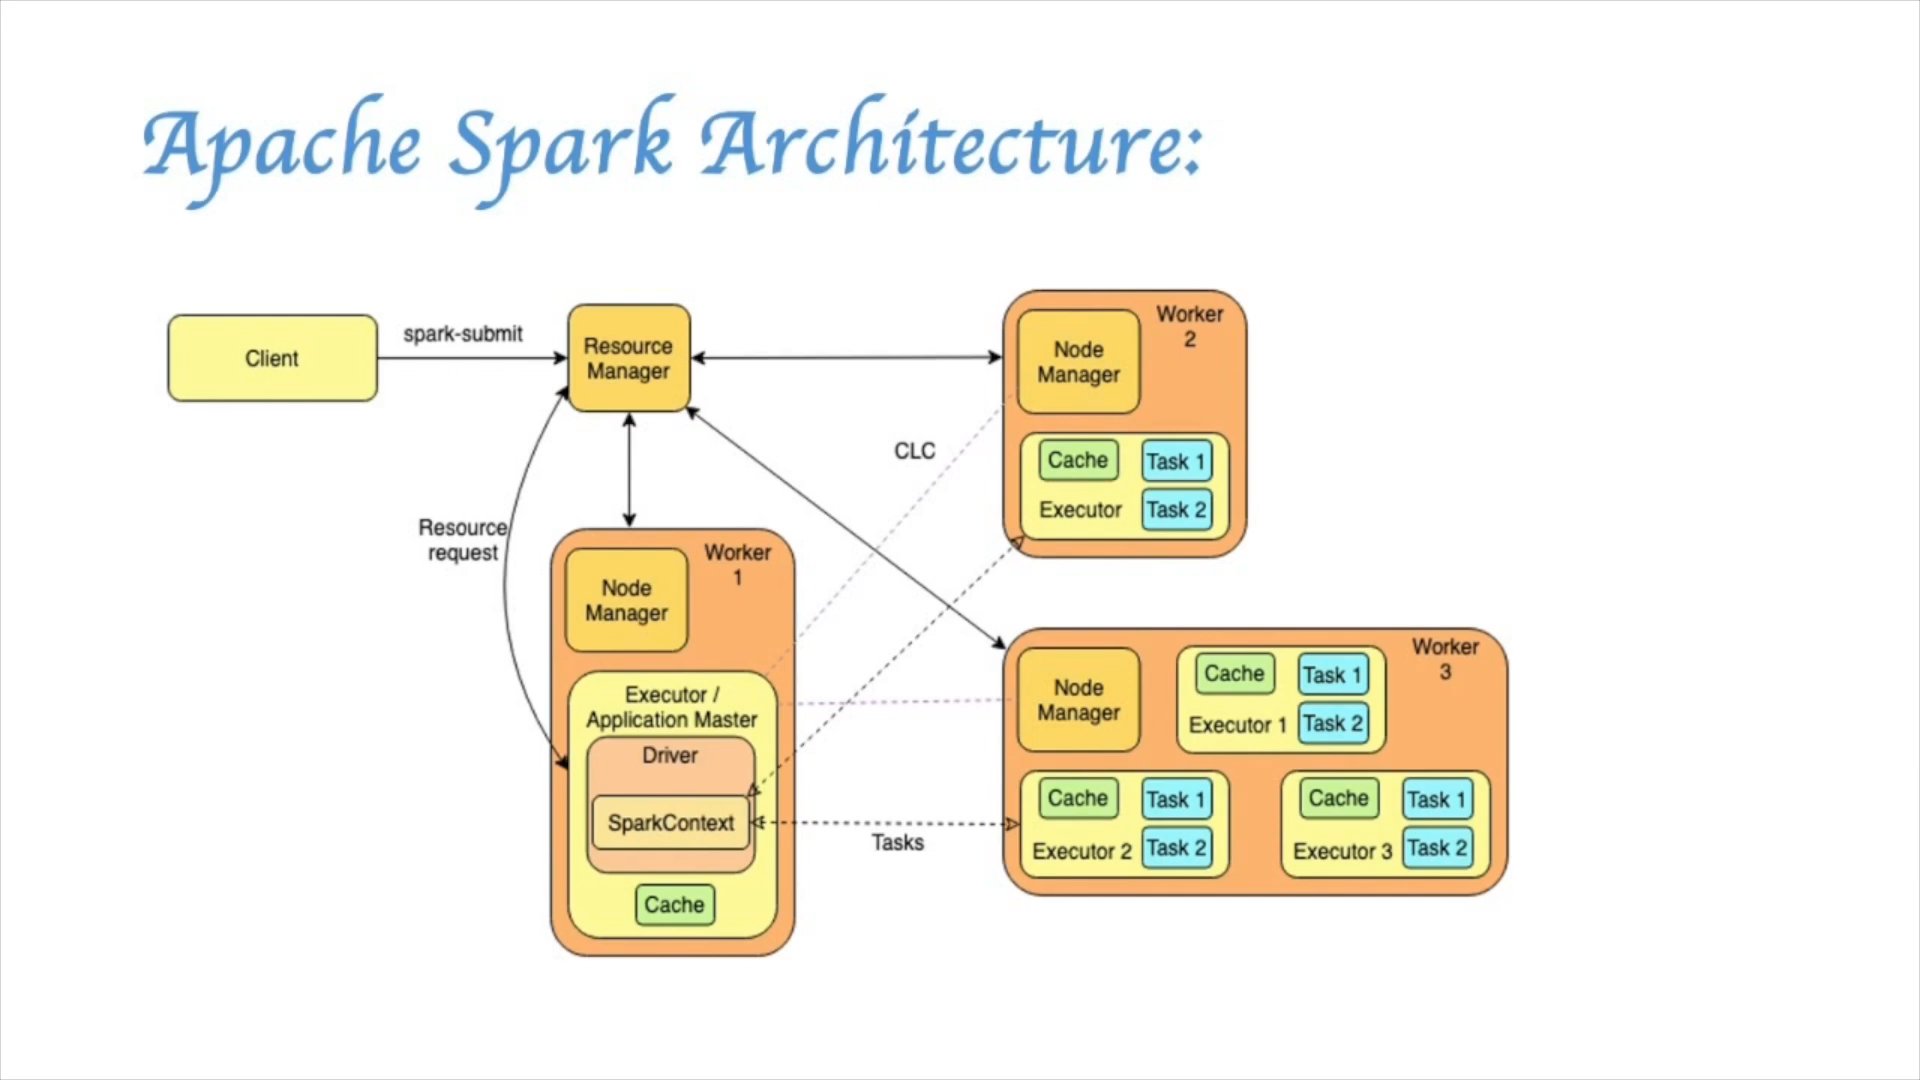 Apache Spark Architecture:
Client
spark-submit
Resource
Manager
Resource
request
CLC
Tasks
Worker
1
Node
Manager
Executor /
Application Master
Driver
SparkContext
Cache
Worker
2
Node
Manager
Cache
Task 1
Executor
Task 2
Worker
3
Node
Manager
Cache
Task 1
Executor 1
Task 2
Cache
Task 1
Executor 2
Task 2
Cache
Task 1
Executor 3
Task 2